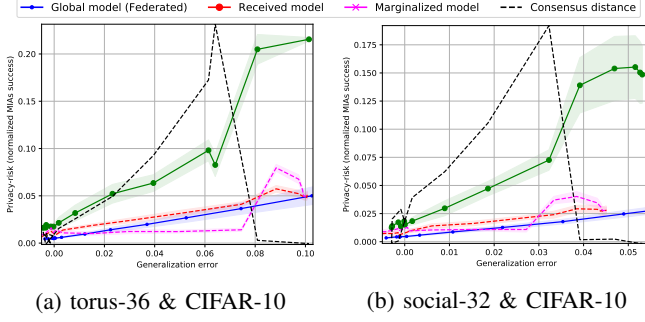 Global model (Federated) Received model Marginalized model Consensus distance
Privacy-risk (normalized MIAs success)
0.20
0.15
0.10
0.05
0.00
0.00 0.02 0.04 0.06 0.08 0.10
Generalization error
(a) torus-36 & CIFAR-10
Privacy-risk (normalized MIAs success)
0.175
0.150
0.125
0.100
0.075
0.050
0.025
0.000
0.00 0.01 0.02 0.03 0.04 0.05
Generalization error
(b) social-32 & CIFAR-10